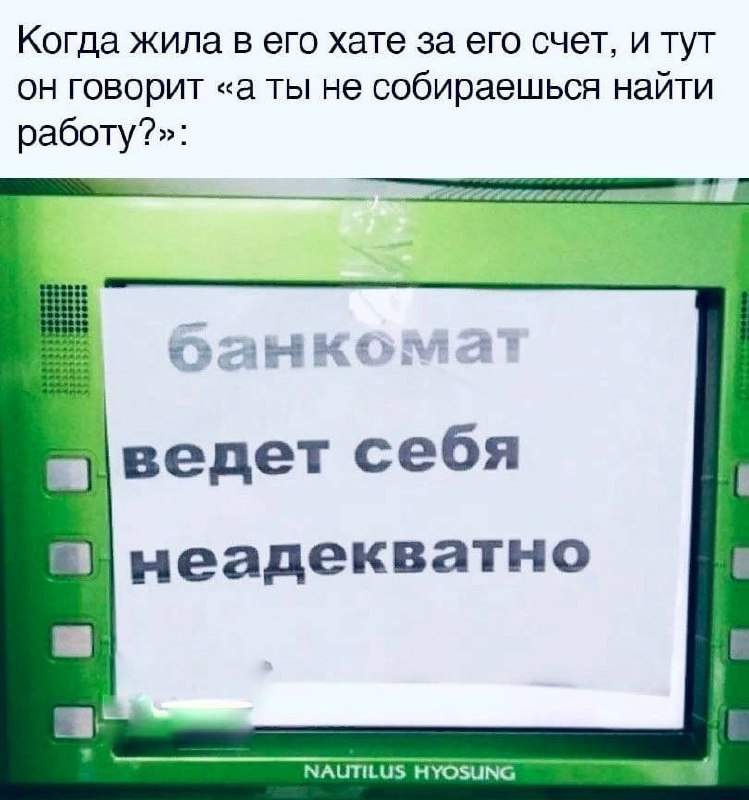 Когда жила в его хате за его счет, и тут
он говорит «а ты не собираешься найти
работу?»:
банкомат
ведет себя
неадекватно
NAUTILUS HYOSUNG